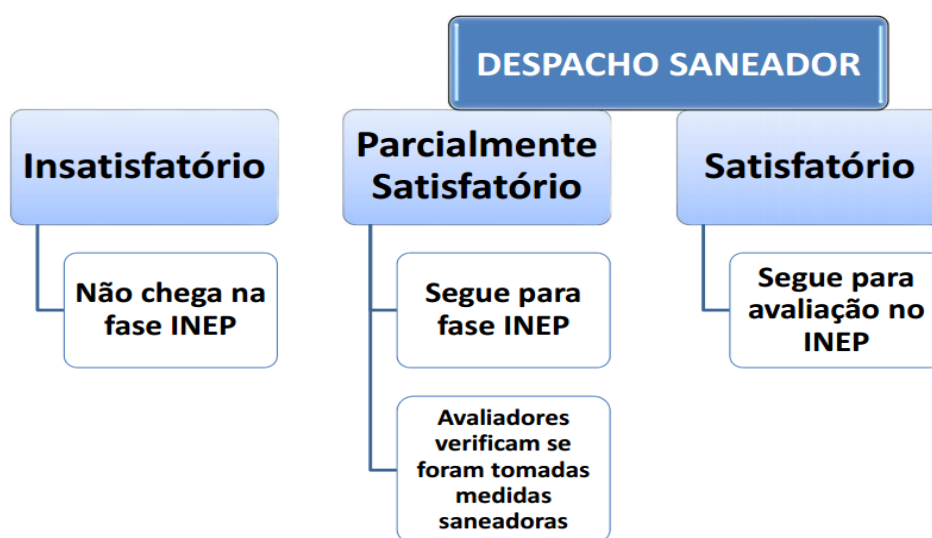 DESPACHO SANEADOR
Insatisfatório
Não chega na
fase INEP
Parcialmente
Satisfatório
Segue para
fase INEP
Avaliadores
verificam se
foram tomadas
medidas
saneadoras
Satisfatório
Segue para
avaliação no
INEP